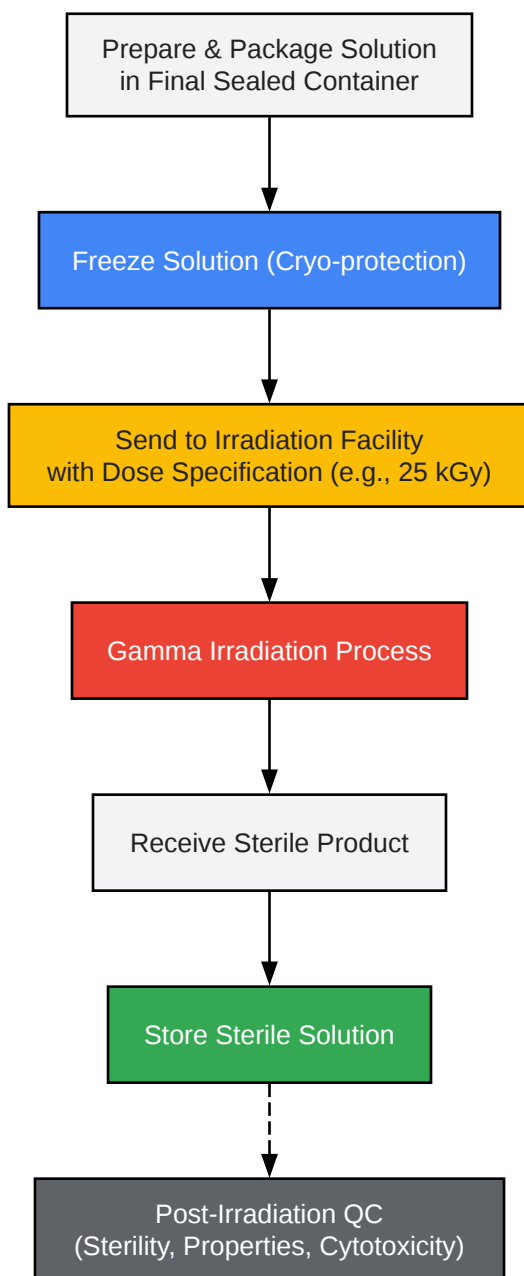 Prepare & Package Solution
in Final Sealed Container
Freeze Solution (Cryo-protection)
Send to Irradiation Facility
with Dose Specification (e.g., 25 kGy)
Gamma Irradiation Process
Receive Sterile Product
Store Sterile Solution
Post-Irradiation QC
(Sterility, Properties, Cytotoxicity)